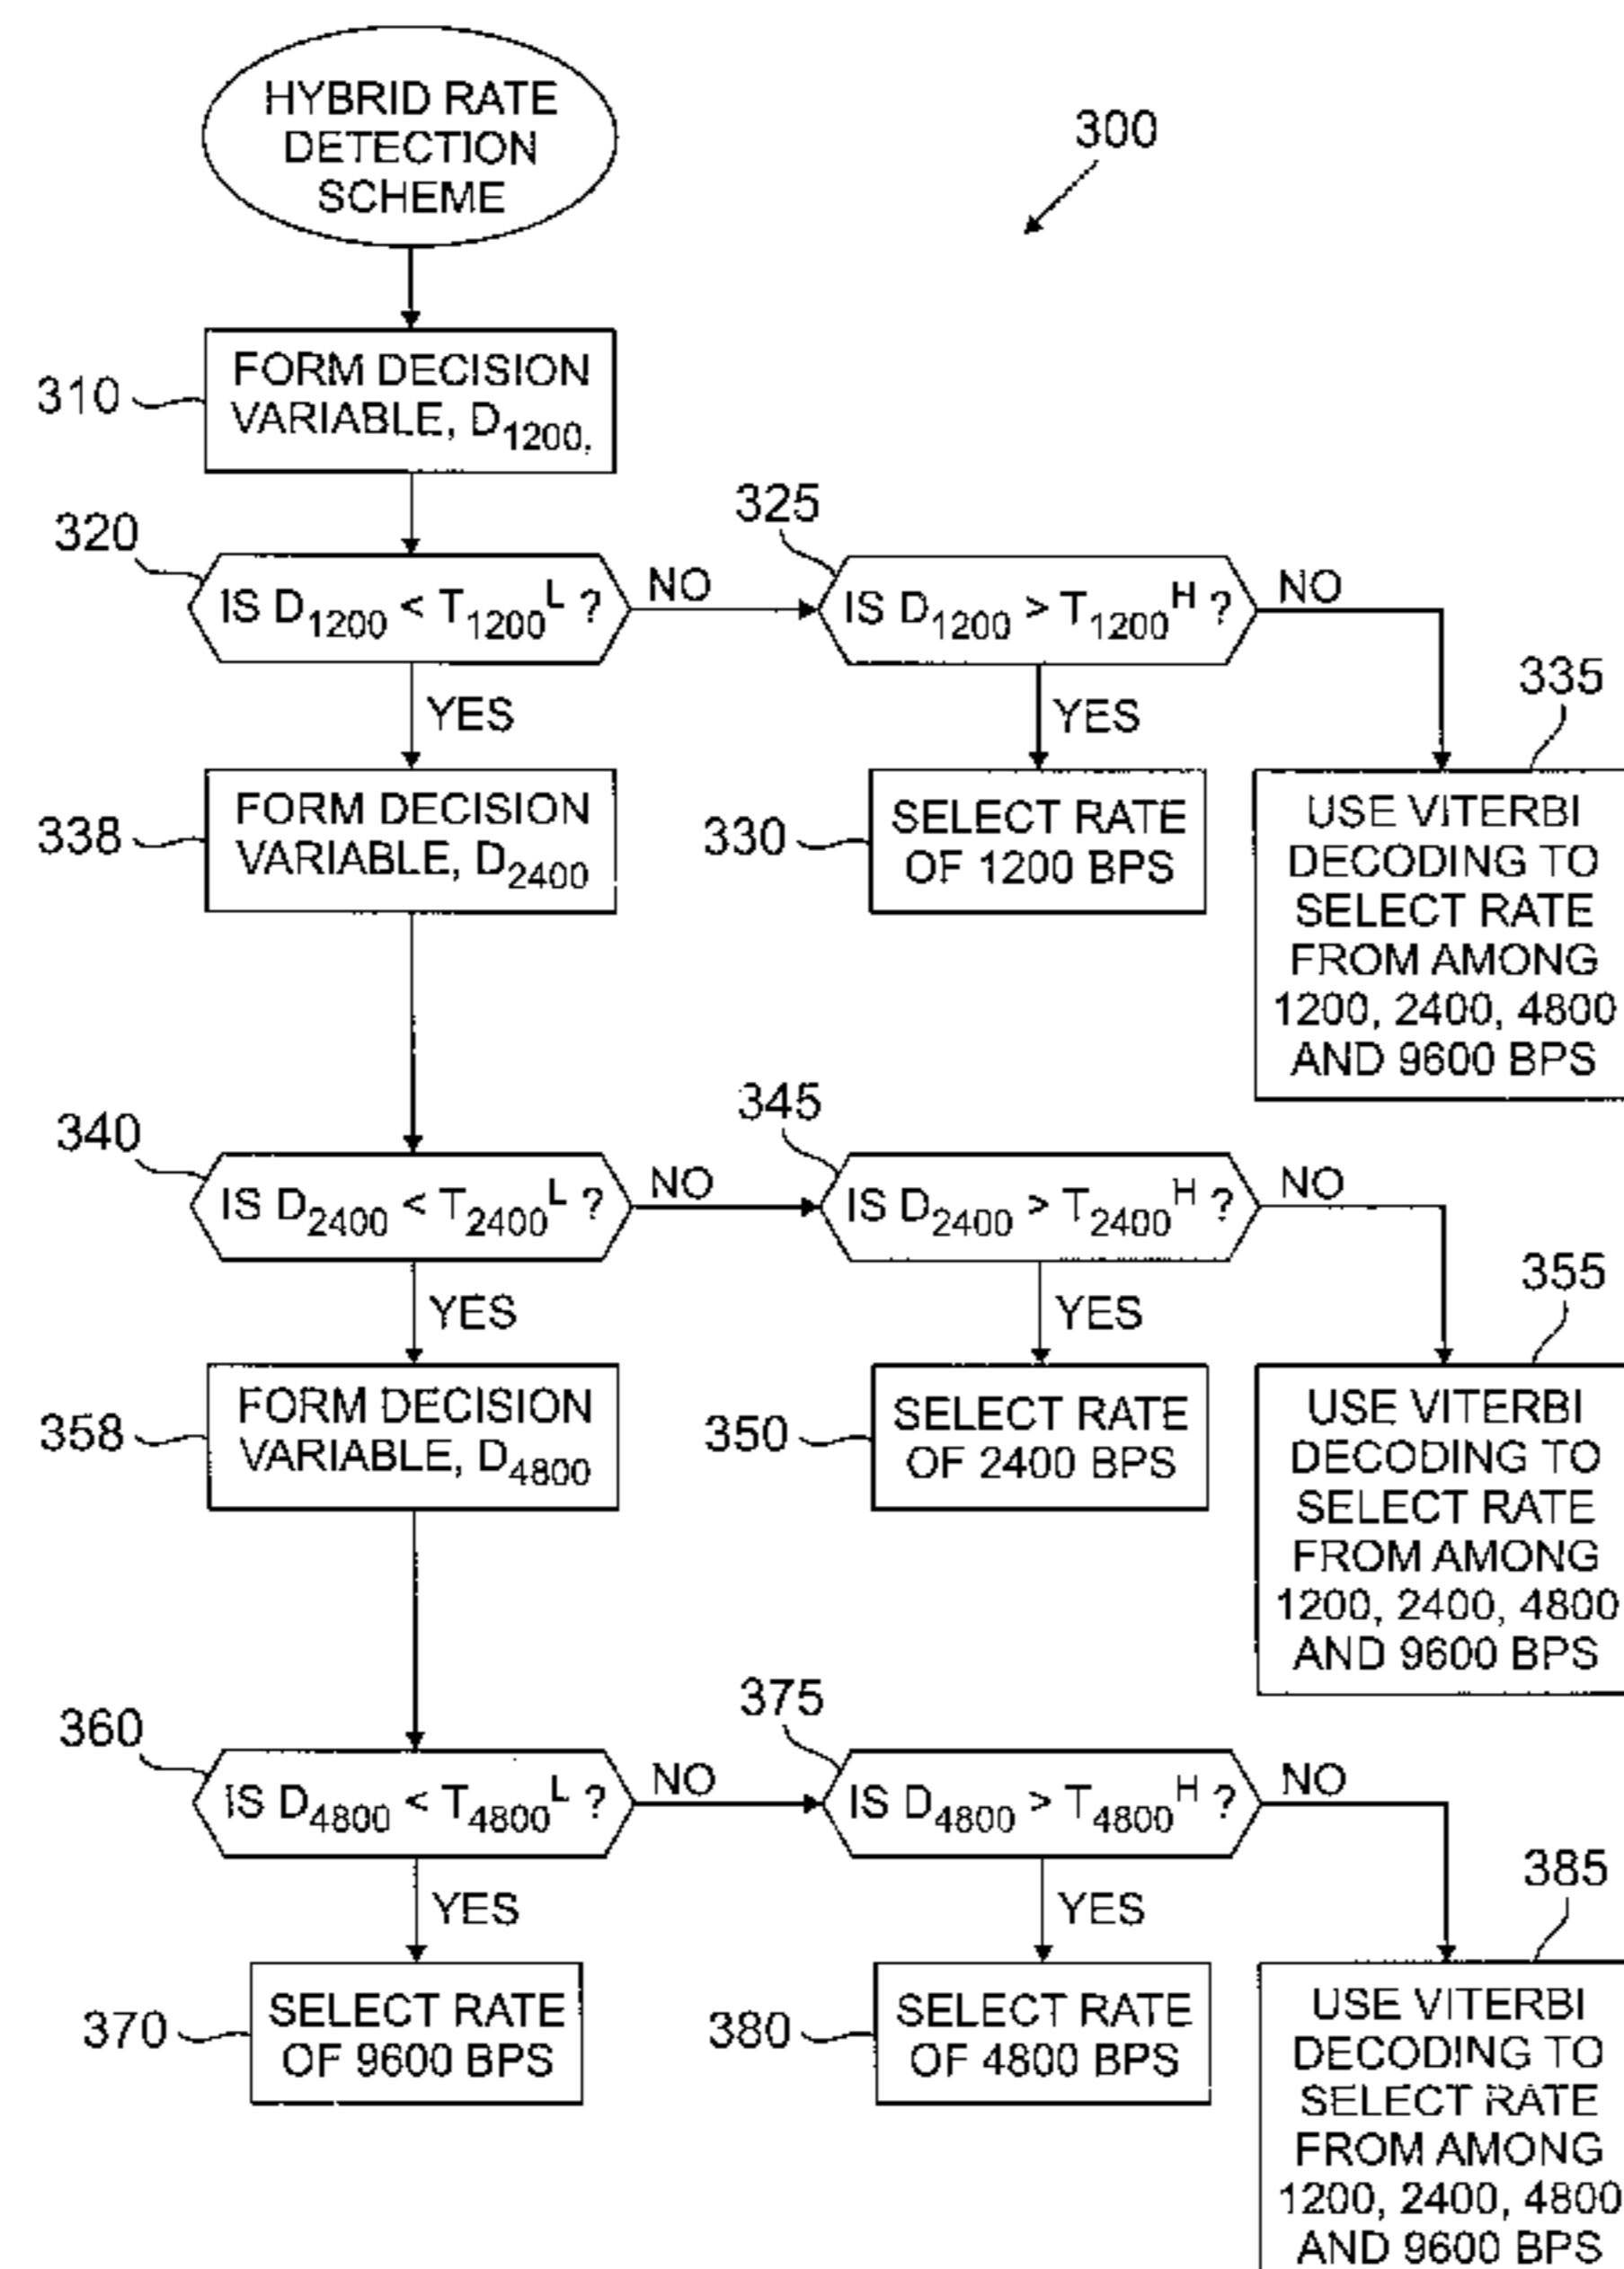 HYBRID RATE
DETECTION
SCHEME
300
310
FORM DECISION
VARIABLE, D1200,
320
IS D1200 < T1200L ?
NO
325
IS D1200 > T1200H ?
NO
YES
YES
335
338
FORM DECISION
VARIABLE, D2400
330
SELECT RATE
OF 1200 BPS
USE VITERBI
DECODING TO
SELECT RATE
FROM AMONG
1200, 2400, 4800
AND 9600 BPS
340
IS D2400 < T2400L ?
NO
345
IS D2400 > T2400H ?
NO
YES
YES
355
358
FORM DECISION
VARIABLE, D4800
350
SELECT RATE
OF 2400 BPS
USE VITERBI
DECODING TO
SELECT RATE
FROM AMONG
1200, 2400, 4800
AND 9600 BPS
360
IS D4800 < T4800L ?
NO
375
IS D4800 > T4800H ?
NO
YES
YES
385
370
SELECT RATE
OF 9600 BPS
380
SELECT RATE
OF 4800 BPS
USE VITERBI
DECODING TO
SELECT RATE
FROM AMONG
1200, 2400, 4800
AND 9600 BPS